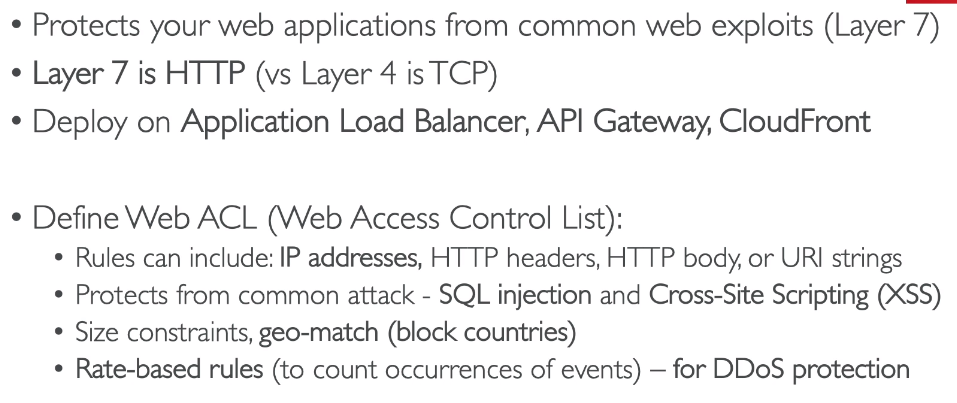 • Protects your web applications from common web exploits (Layer 7)
• Layer 7 is HTTP (vs Layer 4 is TCP)
• Deploy on Application Load Balancer, API Gateway, CloudFront
• Define Web ACL (Web Access Control List):
• Rules can include: IP addresses, HTTP headers, HTTP body, or URI strings
• Protects from common attack - SQL injection and Cross-Site Scripting (XSS)
• Size constraints, geo-match (block countries)
• Rate-based rules (to count occurrences of events) – for DDoS protection